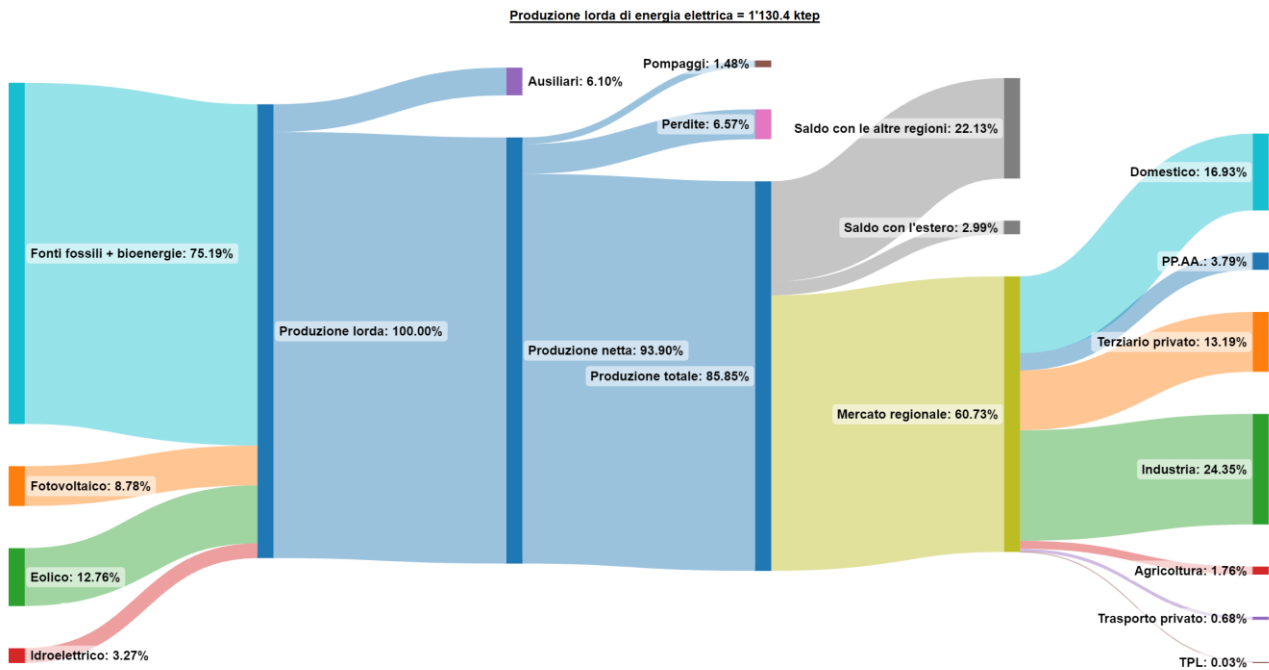 Produzione lorda di energia elettrica = 1'130.4 ktep
Fonti fossili + bioenergie: 75.19%
Fotovoltaico: 8.78%
Eolico: 12.76%
Idroelettrico: 3.27%
Produzione lorda: 100.00%
Ausiliari: 6.10%
Produzione netta: 93.90%
Pompaggi: 1.48%
Perdite: 6.57%
Produzione totale: 85.85%
Saldo con le altre regioni: 22.13%
Saldo con l'estero: 2.99%
Mercato regionale: 60.73%
Domestico: 16.93%
PP.AA.: 3.79%
Terziario privato: 13.19%
Industria: 24.35%
Agricoltura: 1.76%
Trasporto privato: 0.68%
TPL: 0.03%